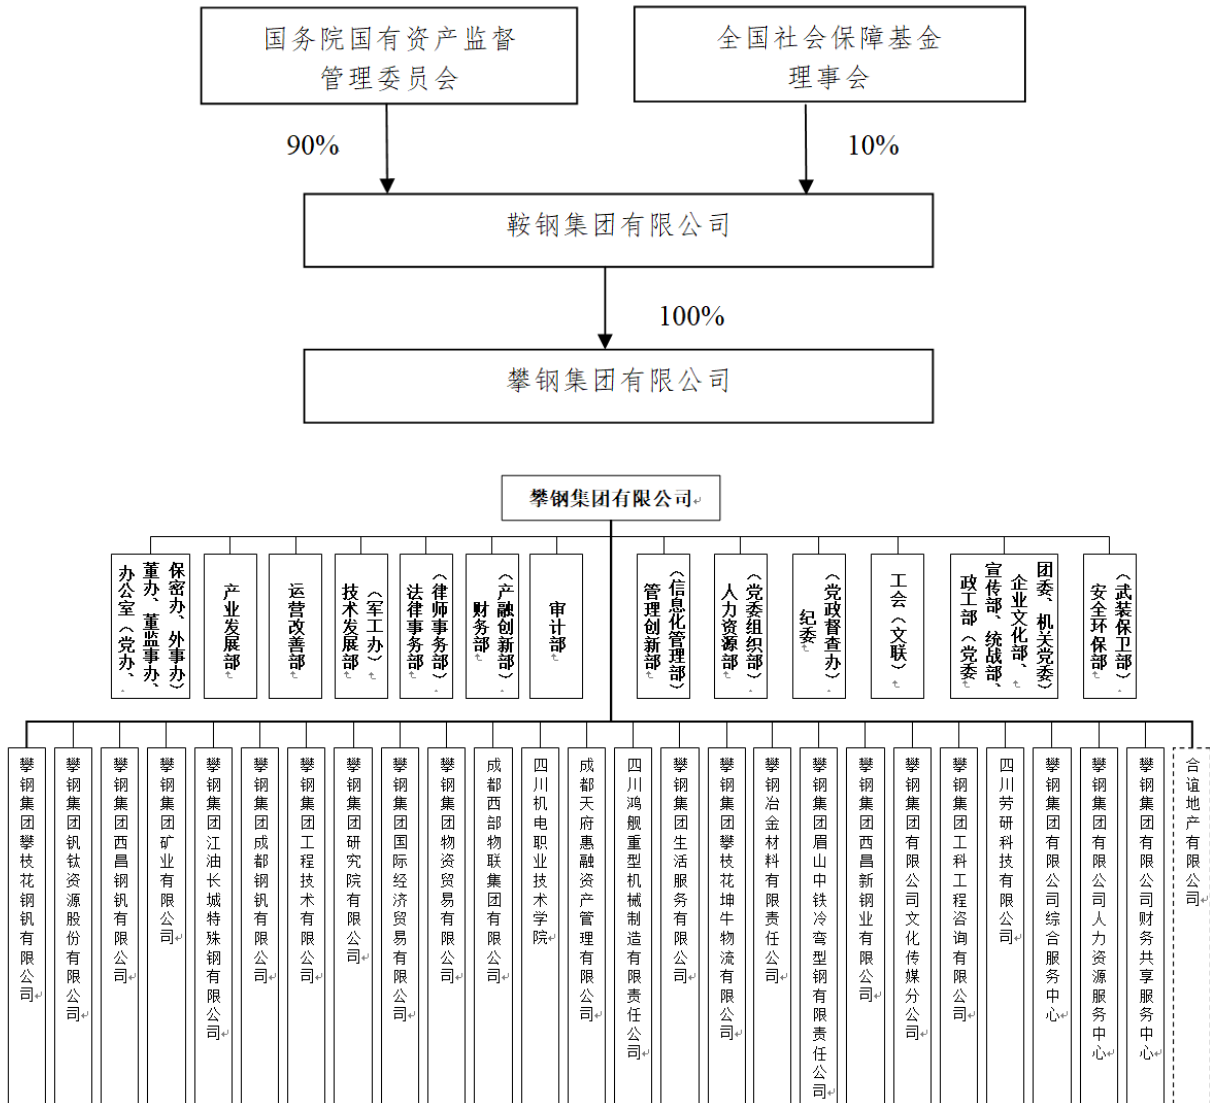 国务院国有资产监督
管理委员会
全国社会保障基金
理事会
90%
10%
鞍钢集团有限公司
100%
攀钢集团有限公司
攀钢集团有限公司
办公室（党办、
董办、董监事办、
保密办、外事办）
产业发展部
运营改善部
技术发展部
（军工办）
法律事务部
（律师事务部）
财务部
（产融创新部）
审计部
管理创新部
（信息化管理部）
人力资源部
（党委组织部）
纪委
（党政督查办）
工会（文联）
政工部（党委
宣传部、统战部、
企业文化部、
团委、机关党委）
安全环保部
（武装保卫部）
攀钢集团攀枝花钢钒有限公司
攀钢集团钒钛资源股份有限公司
攀钢集团西昌钢钒有限公司
攀钢集团矿业有限公司
攀钢集团江油长城特殊钢有限公司
攀钢集团成都钢钒有限公司
攀钢集团工程技术有限公司
攀钢集团研究院有限公司
攀钢集团国际经济贸易有限公司
攀钢集团物资贸易有限公司
成都西部物联集团有限公司
四川机电职业技术学院
成都天府惠融资产管理有限公司
四川鸿舰重型机械制造有限责任公司
攀钢集团生活服务有限公司
攀钢集团攀枝花坤牛物流有限公司
攀钢冶金材料有限责任公司
攀钢集团眉山中铁冷弯型钢有限责任公司
攀钢集团西昌新钢业有限公司
攀钢集团有限公司文化传媒分公司
攀钢集团工科工程咨询有限公司
四川劳研科技有限公司
攀钢集团有限公司综合服务中心
攀钢集团有限公司人力资源服务中心
攀钢集团有限公司财务共享服务中心
合谊地产有限公司